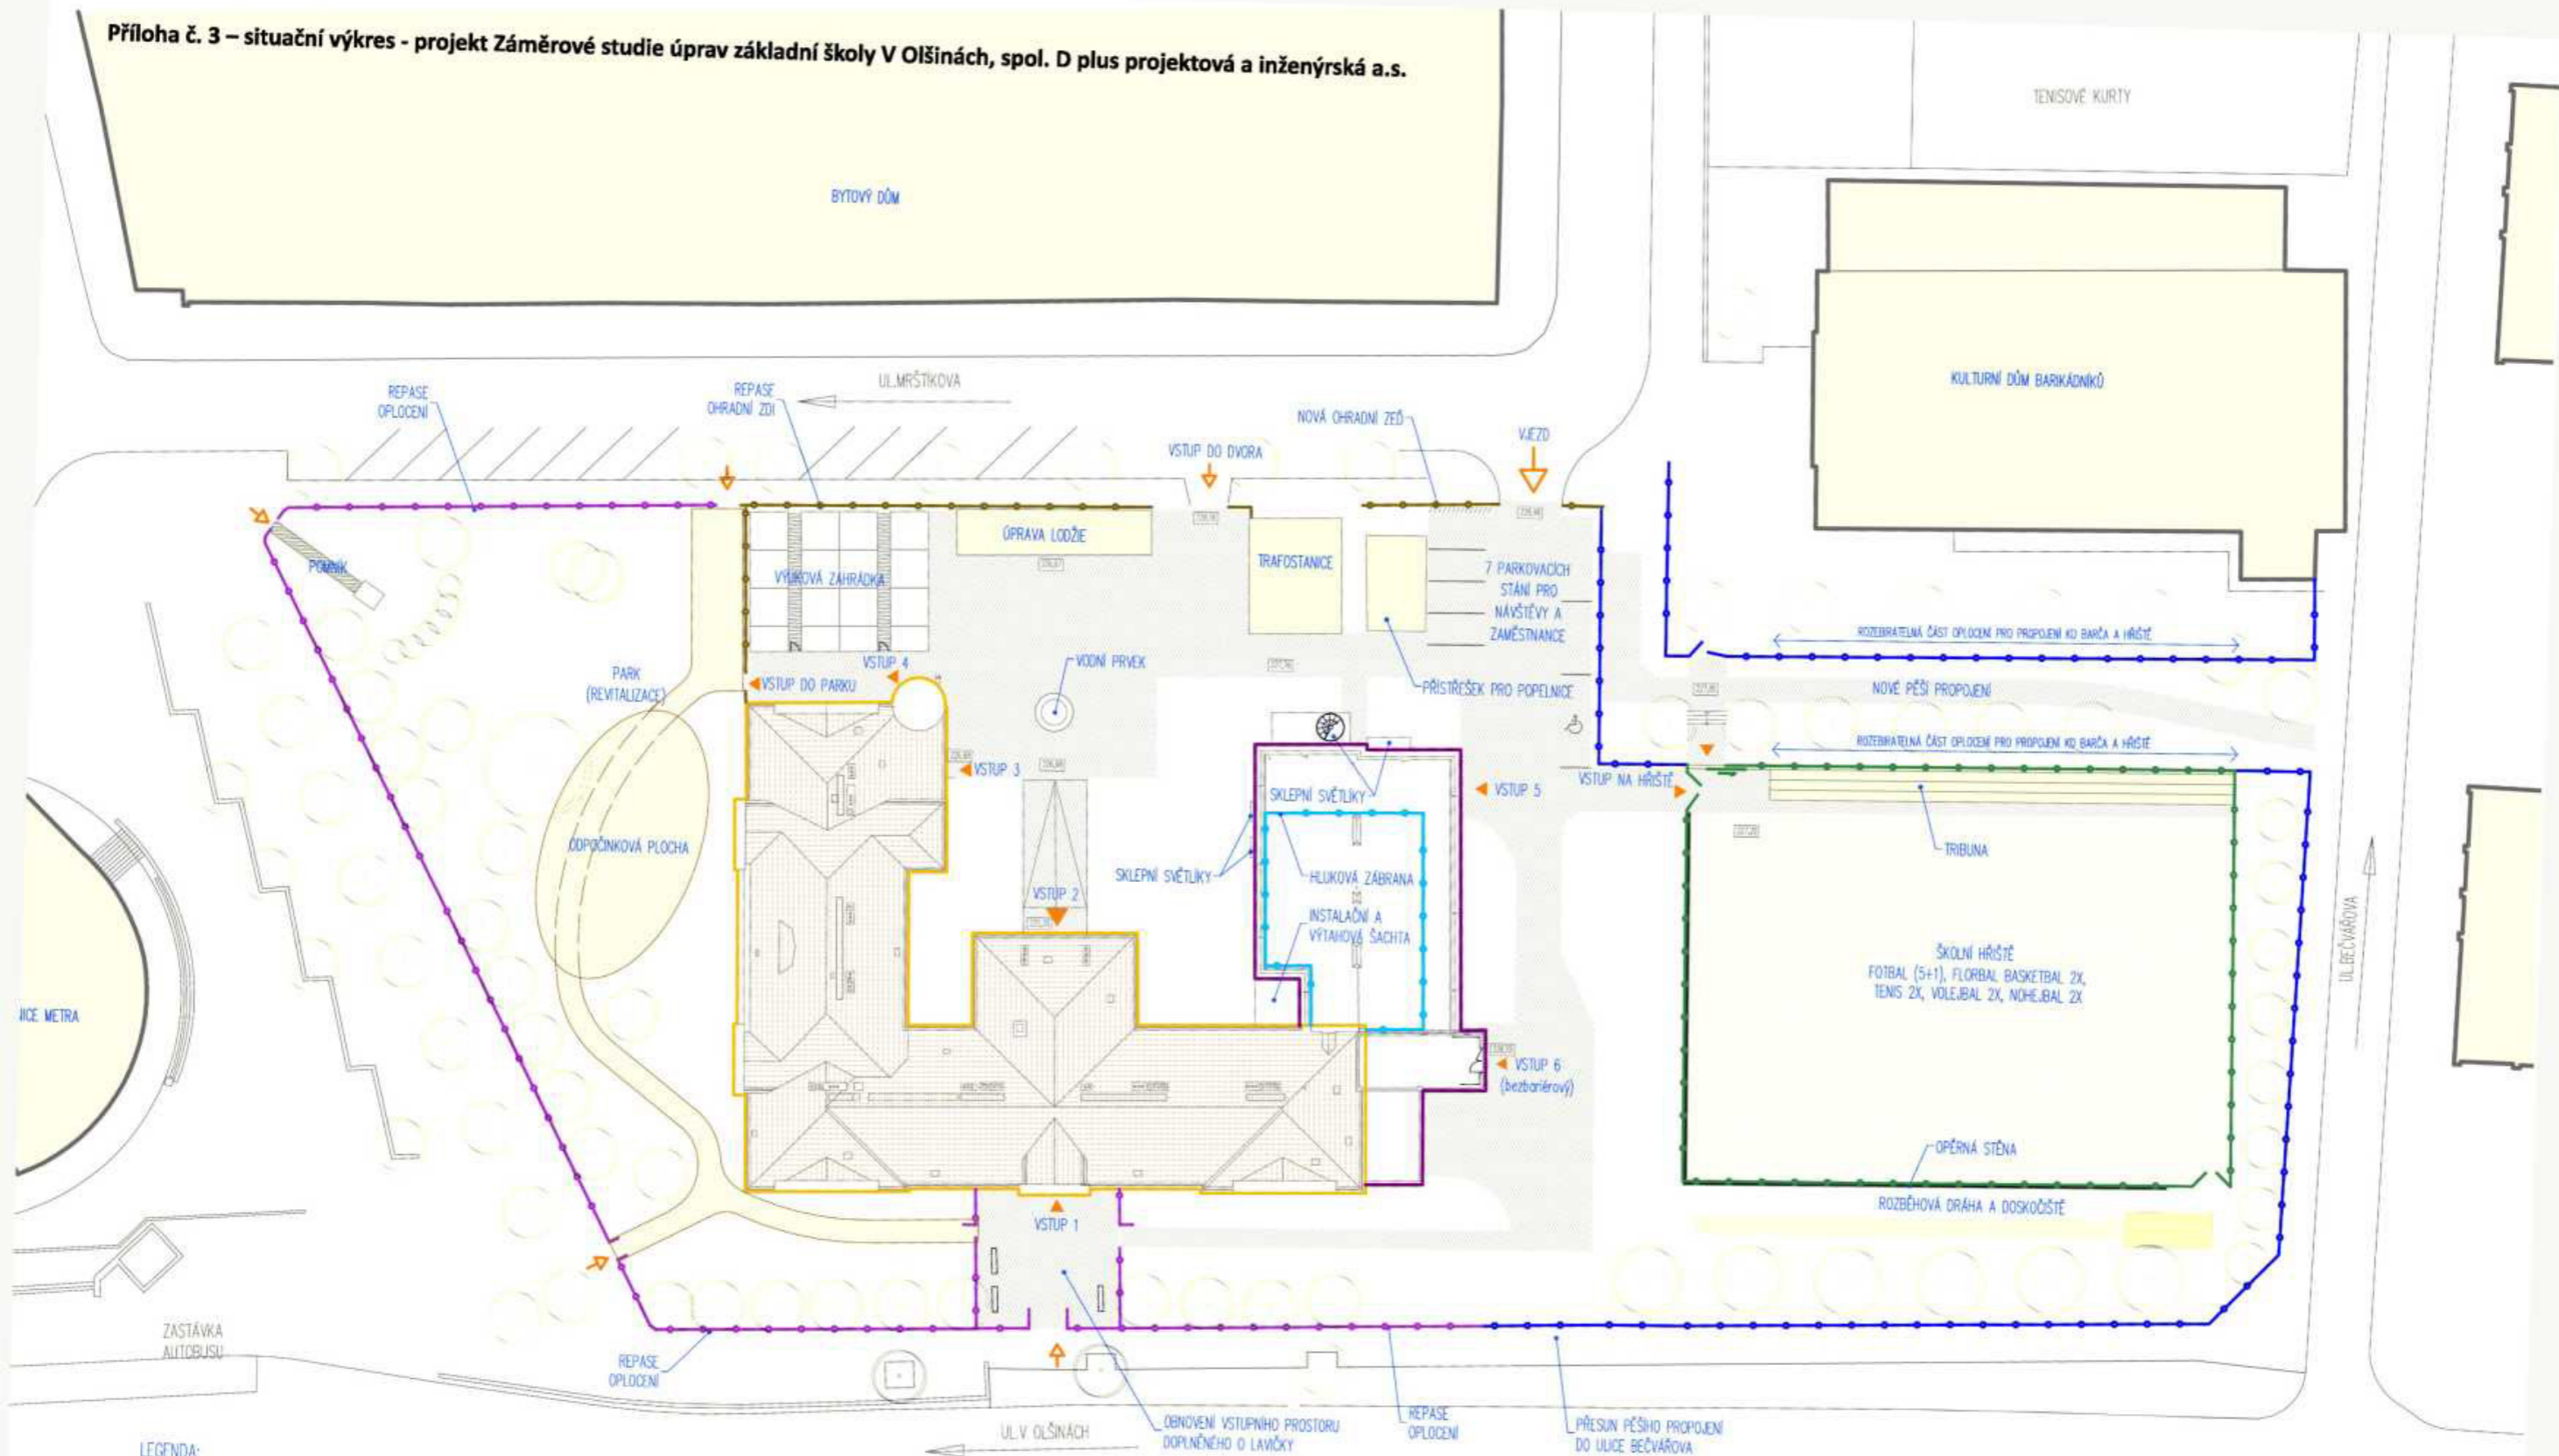 Příloha č. 3 – situační výkres - projekt Záměrové studie úprav základní školy V Olšinách, spol. D plus projektová a inženýrská a.s.
TENISOVÉ KURTY
BYTOVÝ DŮM
KULTURNÍ DŮM BARIKÁDNÍKŮ
UL.MRŠTÍKOVA
REPASE
OPLOCENÍ
REPASE
OHRADNÍ ZDI
NOVÁ OHRADNÍ ZEĎ
VJEZD
VSTUP DO DVORA
ÚPRAVA LODŽIE
TRAFOSTANICE
POMNÍK
VÝUKOVÁ ZAHRÁDKA
7 PARKOVACÍCH
STÁNÍ PRO
NÁVŠTĚVY A
ZAMĚSTNANCE
ROZEBIRATELNÁ ČÁST OPLOCENÍ PRO PROPOJENÍ KD BARČA A HŘIŠTĚ
VSTUP 4
VODNÍ PRVEK
PARK
(REVITALIZACE)
VSTUP DO PARKU
PŘÍSTŘEŠEK PRO POPELNICE
NOVÉ PĚŠÍ PROPOJENÍ
ROZEBIRATELNÁ ČÁST OPLOCENÍ PRO PROPOJENÍ KD BARČA A HŘIŠTĚ
VSTUP 3
SKLEPNÍ SVĚTLÍKY
VSTUP 5
VSTUP NA HŘIŠTĚ
ODPOČINKOVÁ PLOCHA
TRIBUNA
SKLEPNÍ SVĚTLÍKY
HLUKOVÁ ZÁBRANA
VSTUP 2
INSTALAČNÍ A
VÝTAHOVÁ ŠACHTA
UL.BEČVÁŘOVA
ŠKOLNÍ HŘIŠTĚ
FOTBAL (5+1), FLORBAL BASKETBAL 2X,
TENIS 2X, VOLEJBAL 2X, NOHEJBAL 2X
NICE METRA
VSTUP 6
(bezbariérový)
OPĚRNÁ STĚNA
ROZBĚHOVÁ DRÁHA A DOSKOČIŠTĚ
VSTUP 1
ZASTÁVKA
AUTOBUSU
REPASE
OPLOCENÍ
UL.V OLŠINÁCH
OBNOVENÍ VSTUPNÍHO PROSTORU
DOPLNĚNÉHO O LAVIČKY
REPASE
OPLOCENÍ
PŘESUN PĚŠÍHO PROPOJENÍ
DO ULICE BEČVÁŘOVA
LEGENDA: